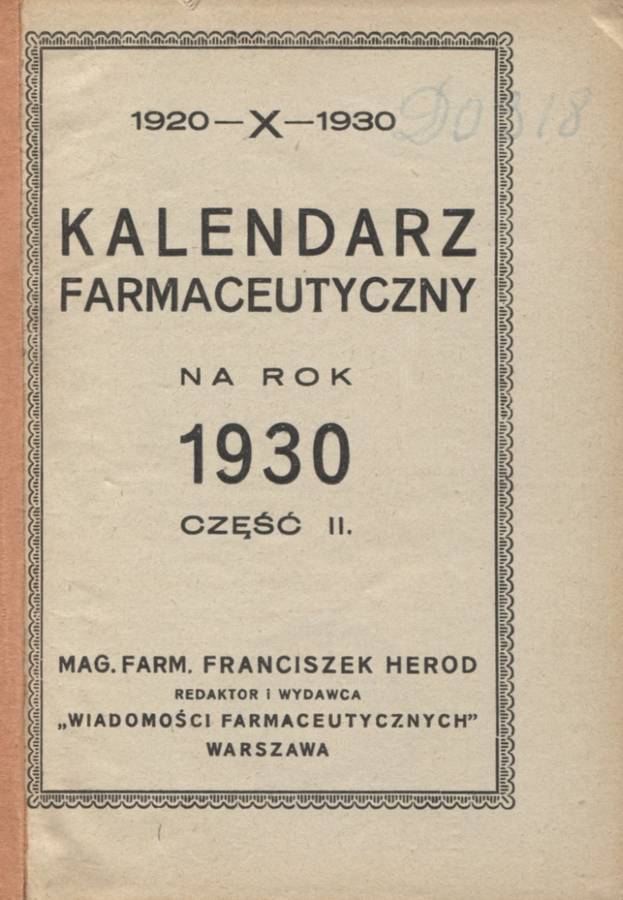 1920—X—1930
KALENDARZ
FARMACEUTYCZNY
NA ROK
1930
CZĘŚĆ II.
MAG. FARM. FRANCISZEK HEROD
REDAKTOR I WYDAWCA
„WIADOMOŚCI FARMACEUTYCZNYCH”
WARSZAWA